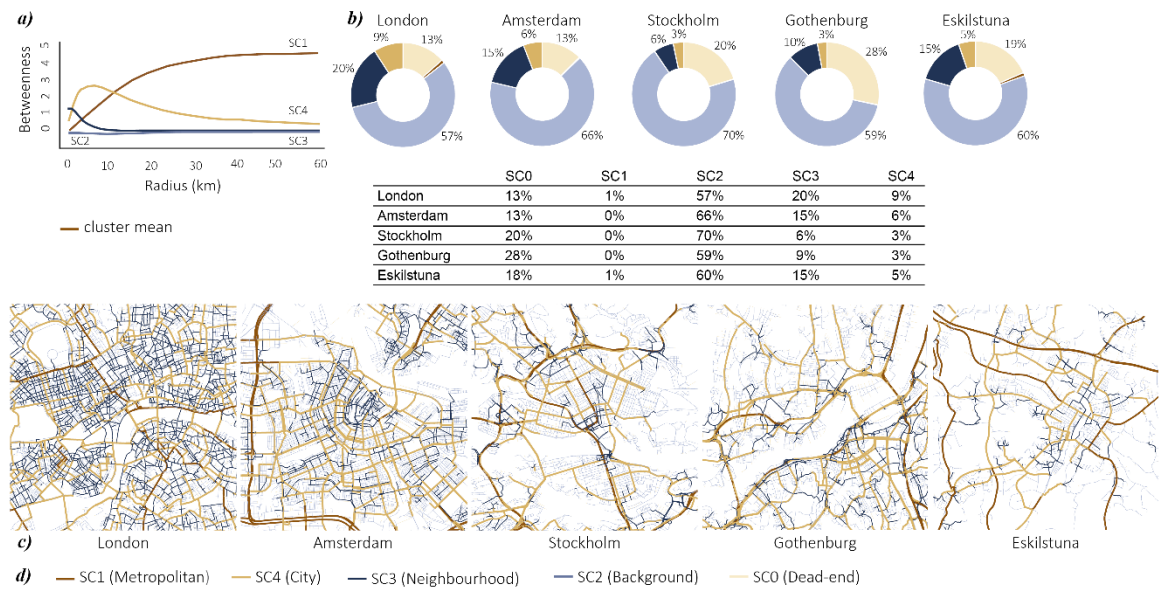 a)
Betweenness
5
4
3
2
1
0
SC1
SC4
SC2
SC3
0 10 20 30 40 50 60
Radius (km)
cluster mean
b)
London
9%
13%
20%
57%
Amsterdam
6%
13%
15%
66%
Stockholm
3%
6%
20%
70%
Gothenburg
3%
10%
28%
59%
Eskilstuna
5%
15%
19%
60%
SC0 SC1 SC2 SC3 SC4
London 13% 1% 57% 20% 9%
Amsterdam 13% 0% 66% 15% 6%
Stockholm 20% 0% 70% 6% 3%
Gothenburg 28% 0% 59% 9% 3%
Eskilstuna 18% 1% 60% 15% 5%
c) London Amsterdam Stockholm Gothenburg Eskilstuna
d) SC1 (Metropolitan) SC4 (City) SC3 (Neighbourhood) SC2 (Background) SC0 (Dead-end)